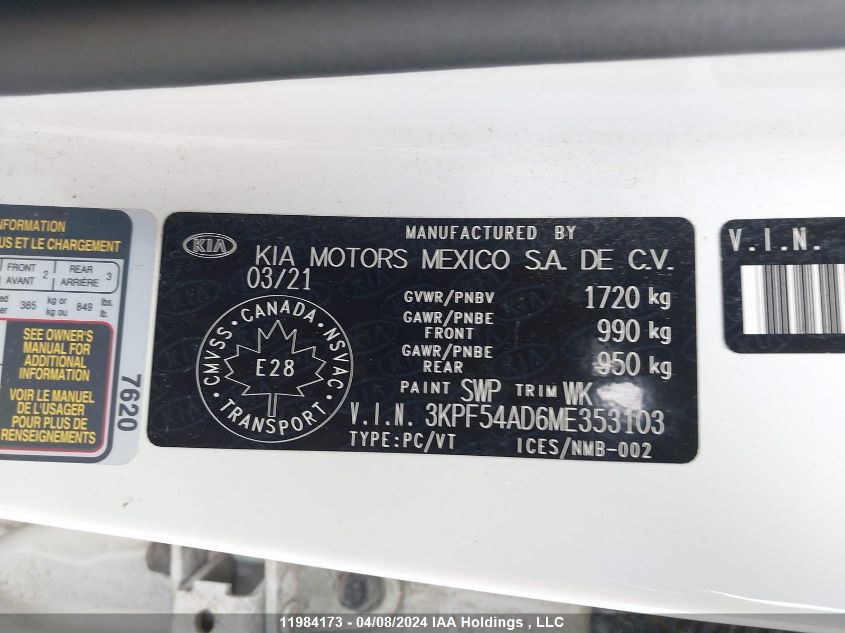 INFORMATION
US ET LE CHARGEMENT
FRONT
AVANT 2
REAR
ARRIÈRE 3
385 kg or
kg ou 849 lbs.
lb.
SEE OWNER'S
MANUAL FOR
ADDITIONAL
INFORMATION
VOIR LE MANUEL
DE L'USAGER
POUR PLUS DE
RENSEIGNEMENTS
7620
KIA
MANUFACTURED BY
KIA MOTORS MEXICO S.A. DE C.V.
03/21
GVWR/PNBV 1720 kg
GAWR/PNBE
FRONT 990 kg
GAWR/PNBE
REAR 950 kg
PAINT SWP TRIM WK
V.I.N. 3KPF54AD6ME353103
TYPE:PC/VT ICES/NMB-002
CMVSS · CANADA · NSVAC
E28
TRANSPORT
V.I.N.
11984173 - 04/08/2024 IAA Holdings , LLC